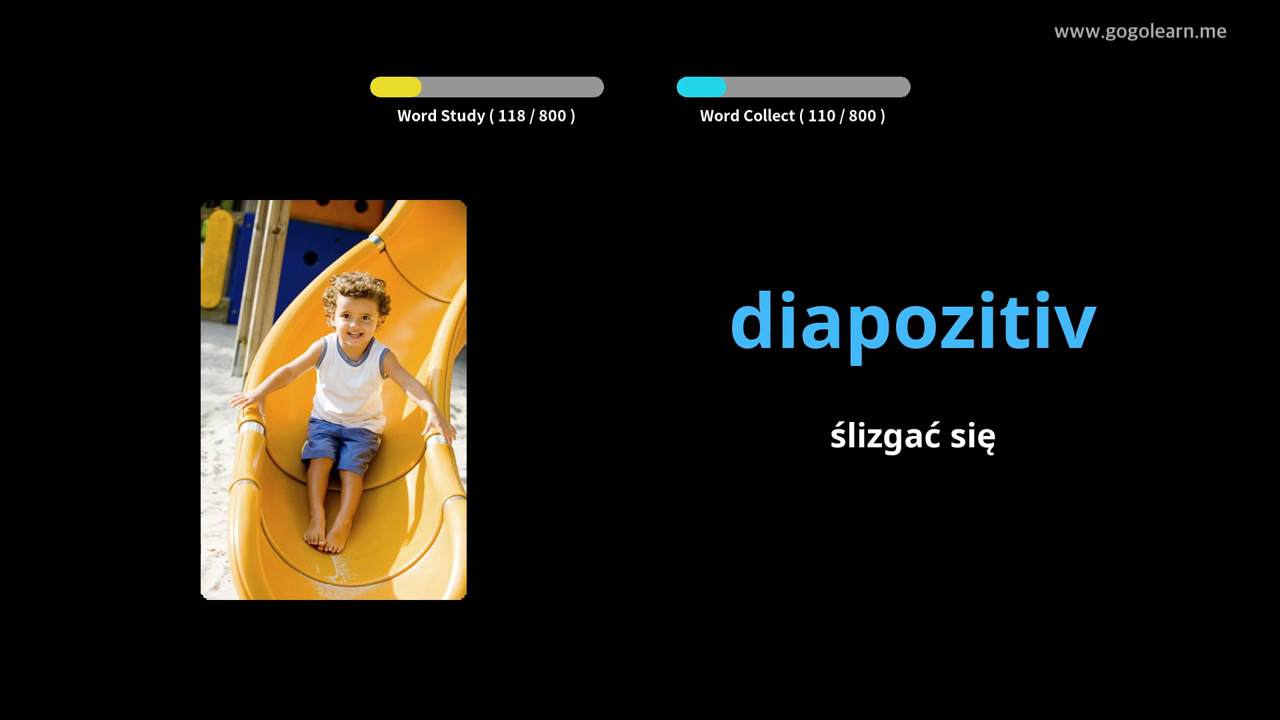 www.gogolearn.me
Word Study ( 118 / 800 )
Word Collect ( 110 / 800 )
diapozitiv
ślizgać się